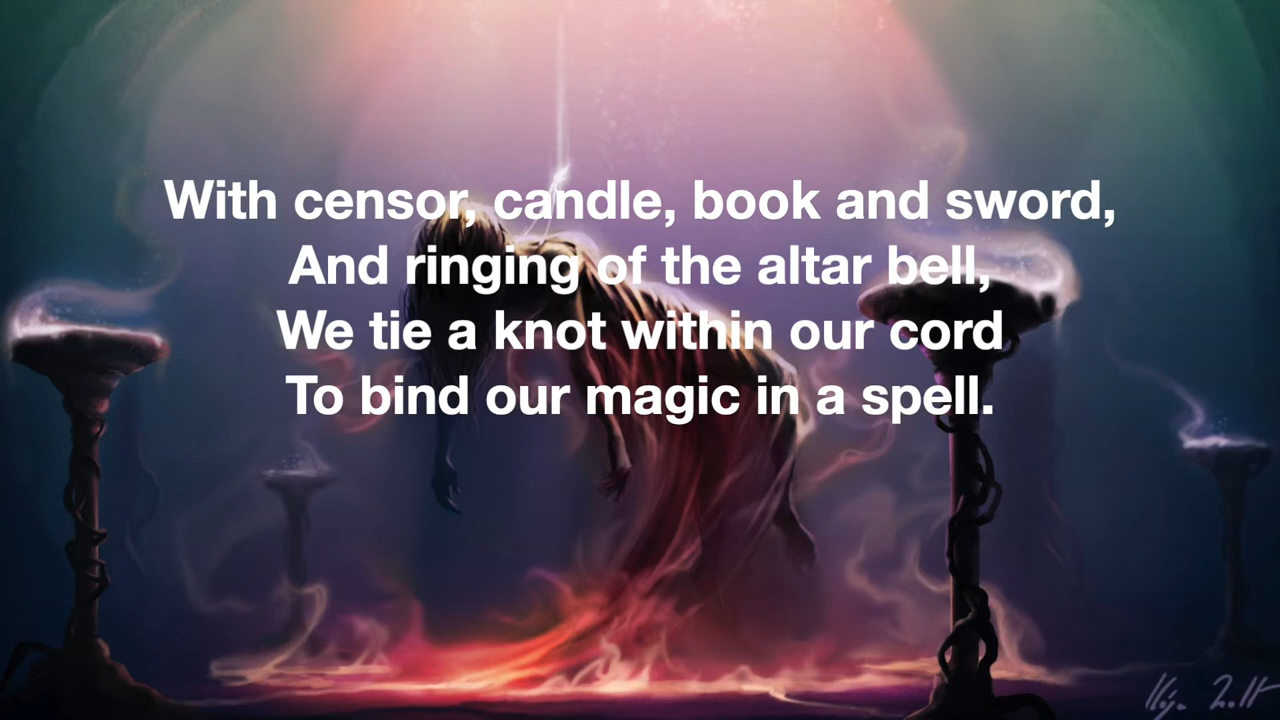 With censor, candle, book and sword,
And ringing of the altar bell,
We tie a knot within our cord
To bind our magic in a spell.